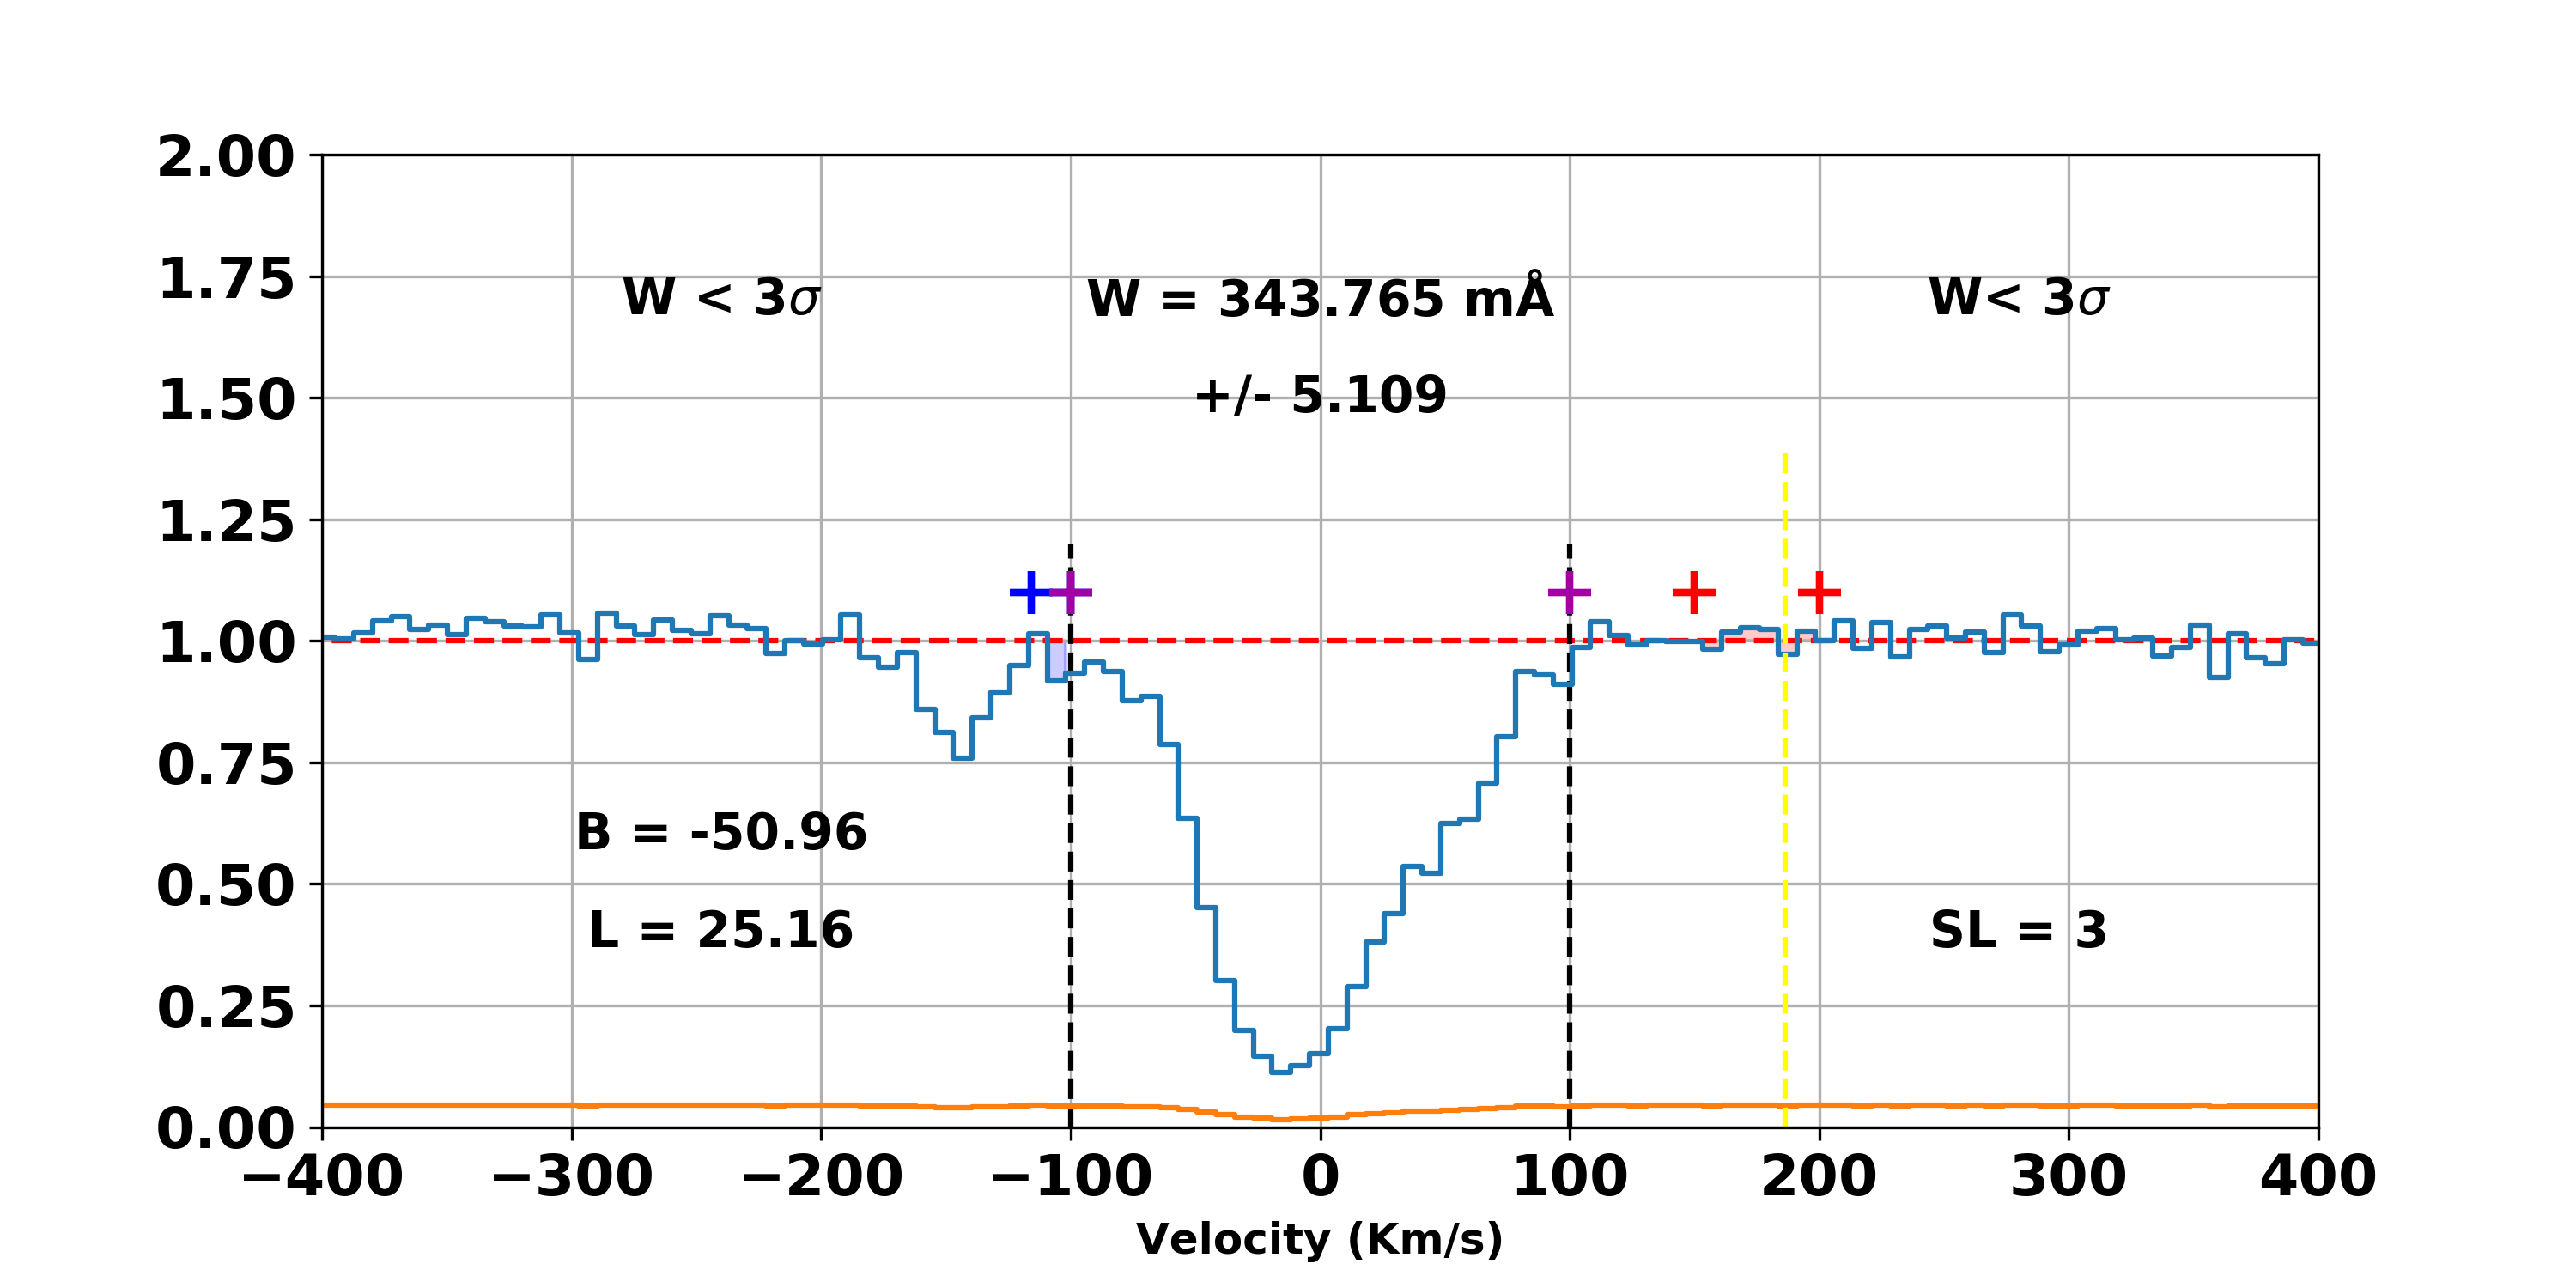 2.00
1.75
W < 3σ W = 343.765 mÅ W< 3σ
1.50
+/- 5.109
1.25
1.00
0.75
B = -50.96
0.50
L = 25.16 SL = 3
0.25
0.00
−400 −300 −200 −100 0 100 200 300 400
Velocity (Km/s)